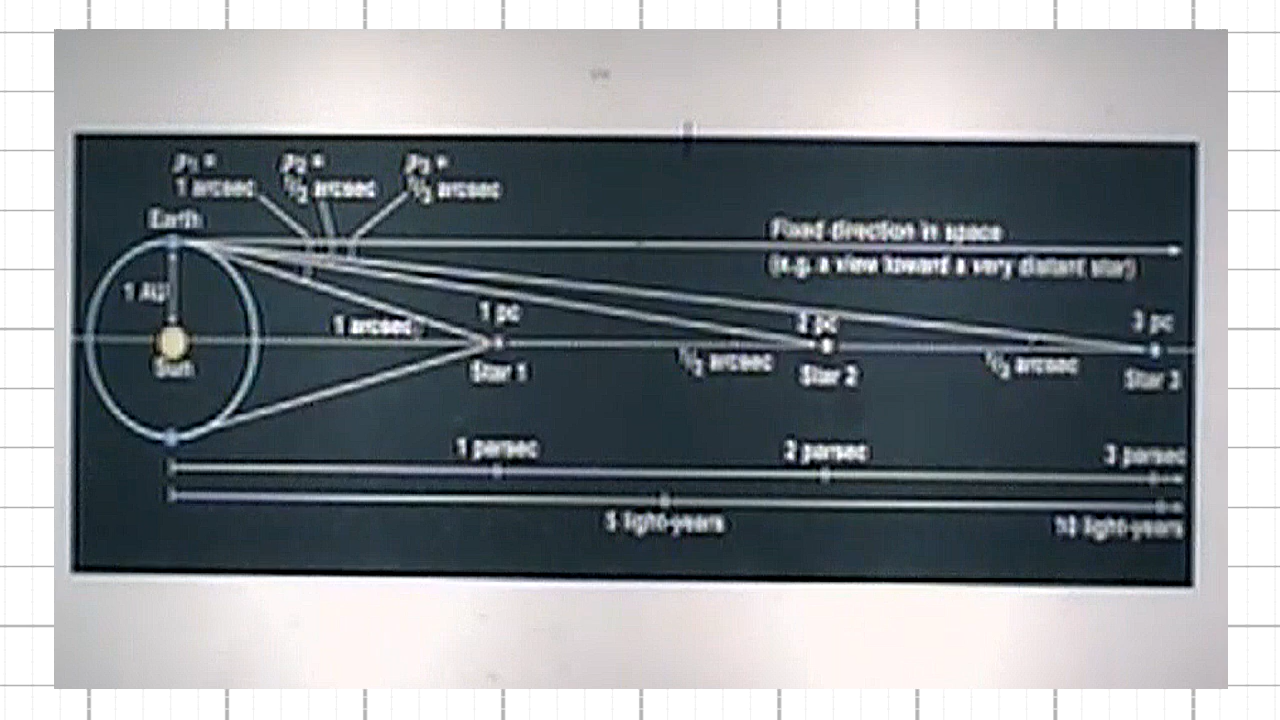 p1 =
1 arcsec
p2 =
1/2 arcsec
p3 =
1/3 arcsec
Earth
Fixed direction in space
(e.g. a view toward a very distant star)
1 AU
1 arcsec
1 pc
2 pc
3 pc
Sun
Star 1
1/2 arcsec
Star 2
1/3 arcsec
Star 3
1 parsec
2 parsec
3 parsec
5 light-years
10 light-years